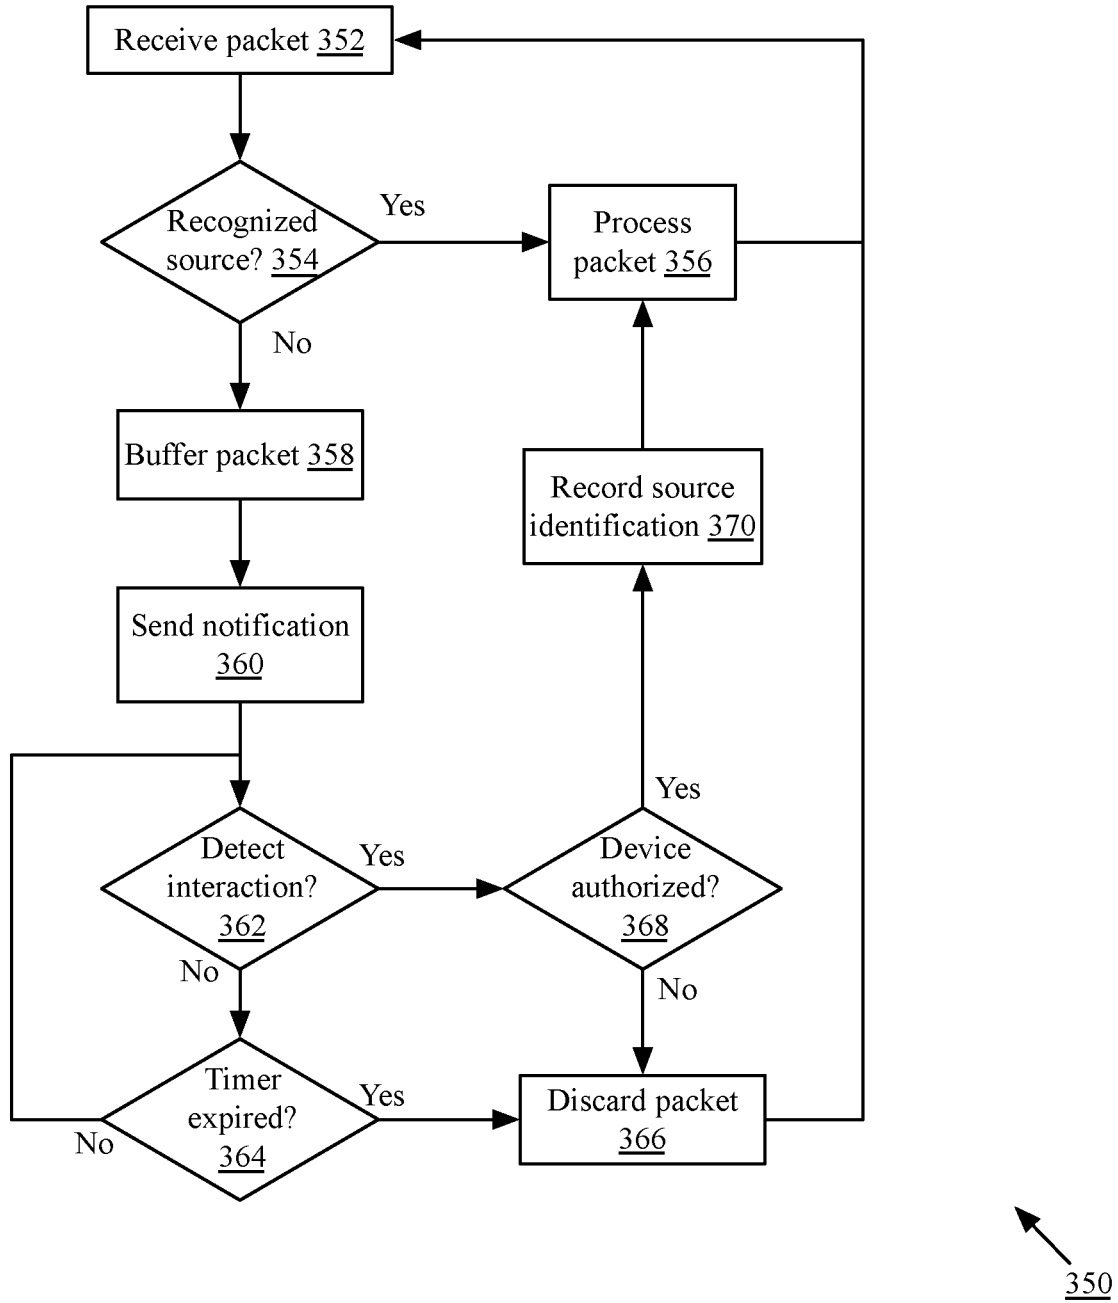 Receive packet 352
Recognized
source? 354
Yes
No
Process
packet 356
Buffer packet 358
Record source
identification 370
Send notification
360
Detect
interaction?
362
Yes
No
Device
authorized?
368
Yes
No
Timer
expired?
364
Yes
No
Discard packet
366
350